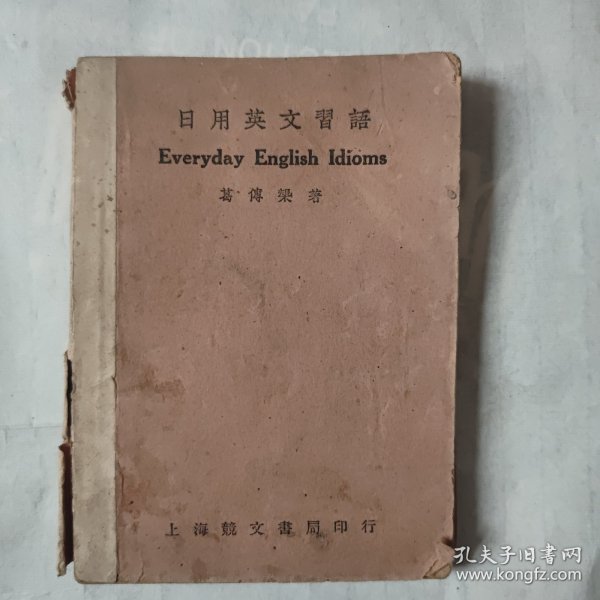 日用英文習語
Everyday English Idioms
葛傳槼著
上海競文書局印行
孔夫子旧书网
www.kongfz.com